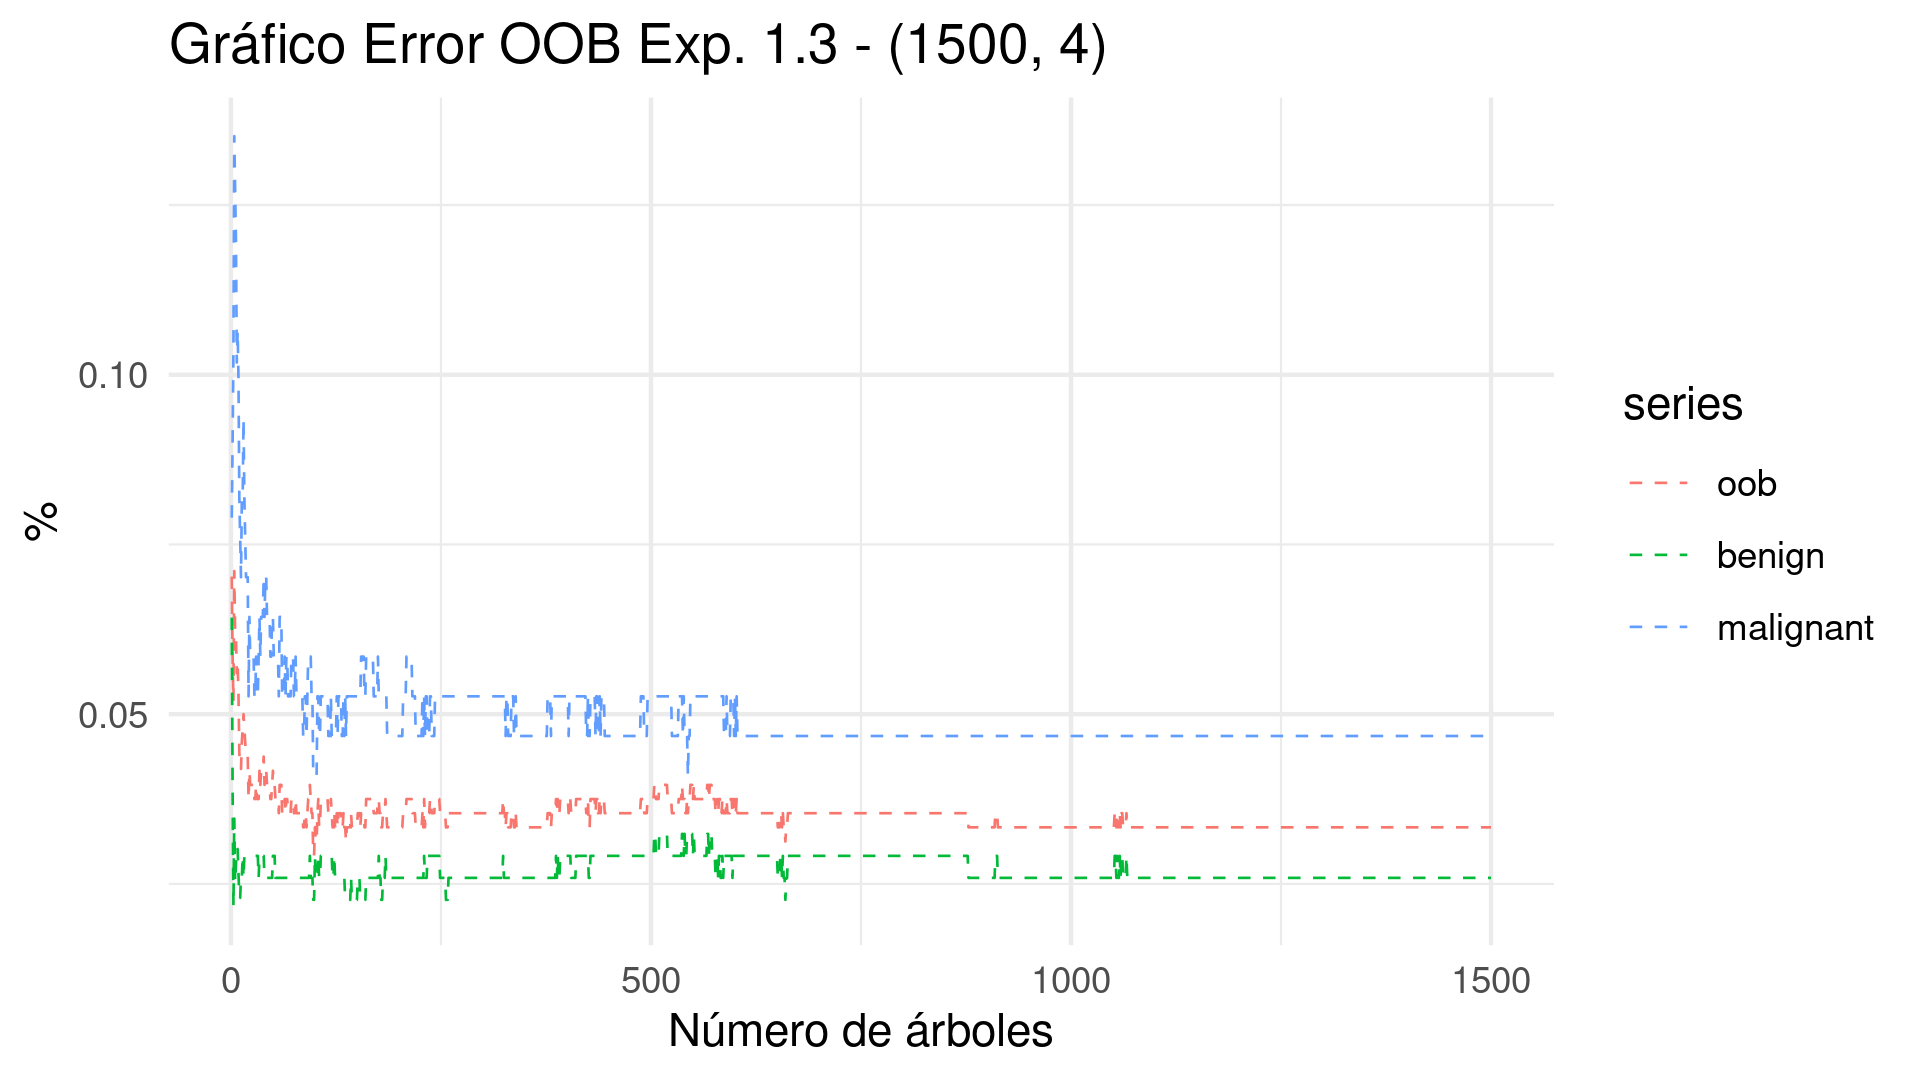 Gráfico Error OOB Exp. 1.3 - (1500, 4)
%
0.10
0.05
0
500
1000
1500
Número de árboles
series
oob
benign
malignant